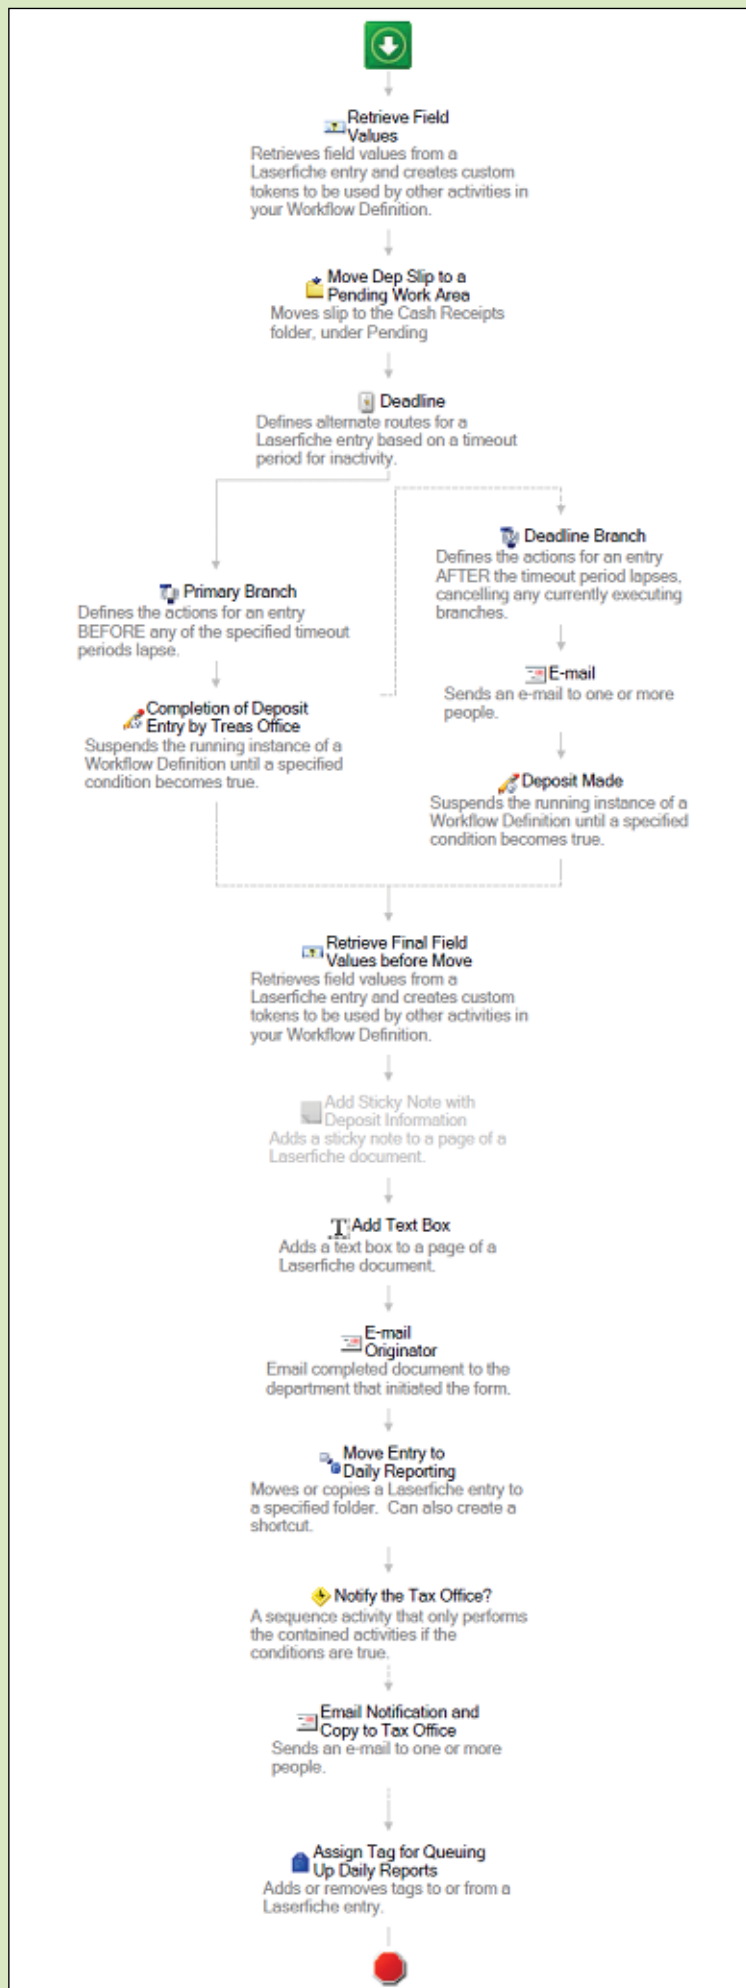 Retrieve Field
Values
Retrieves field values from a
Laserfiche entry and creates custom
tokens to be used by other activities in
your Workflow Definition.
Move Dep Slip to a
Pending Work Area
Moves slip to the Cash Receipts
folder, under Pending
Deadline
Defines alternate routes for a
Laserfiche entry based on a timeout
period for inactivity.
Primary Branch
Defines the actions for an entry
BEFORE any of the specified timeout
periods lapse.
Completion of Deposit
Entry by Treas Office
Suspends the running instance of a
Workflow Definition until a specified
condition becomes true.
Deadline Branch
Defines the actions for an entry
AFTER the timeout period lapses,
cancelling any currently executing
branches.
E-mail
Sends an e-mail to one or more
people.
Deposit Made
Suspends the running instance of a
Workflow Definition until a specified
condition becomes true.
Retrieve Final Field
Values before Move
Retrieves field values from a
Laserfiche entry and creates custom
tokens to be used by other activities in
your Workflow Definition.
Add Sticky Note with
Deposit Information
Adds a sticky note to a page of a
Laserfiche document.
Add Text Box
Adds a text box to a page of a
Laserfiche document.
E-mail
Originator
Email completed document to the
department that initiated the form.
Move Entry to
Daily Reporting
Moves or copies a Laserfiche entry to
a specified folder. Can also create a
shortcut.
Notify the Tax Office?
A sequence activity that only performs
the contained activities if the
conditions are true.
Email Notification and
Copy to Tax Office
Sends an e-mail to one or more
people.
Assign Tag for Queuing
Up Daily Reports
Adds or removes tags to or from a
Laserfiche entry.